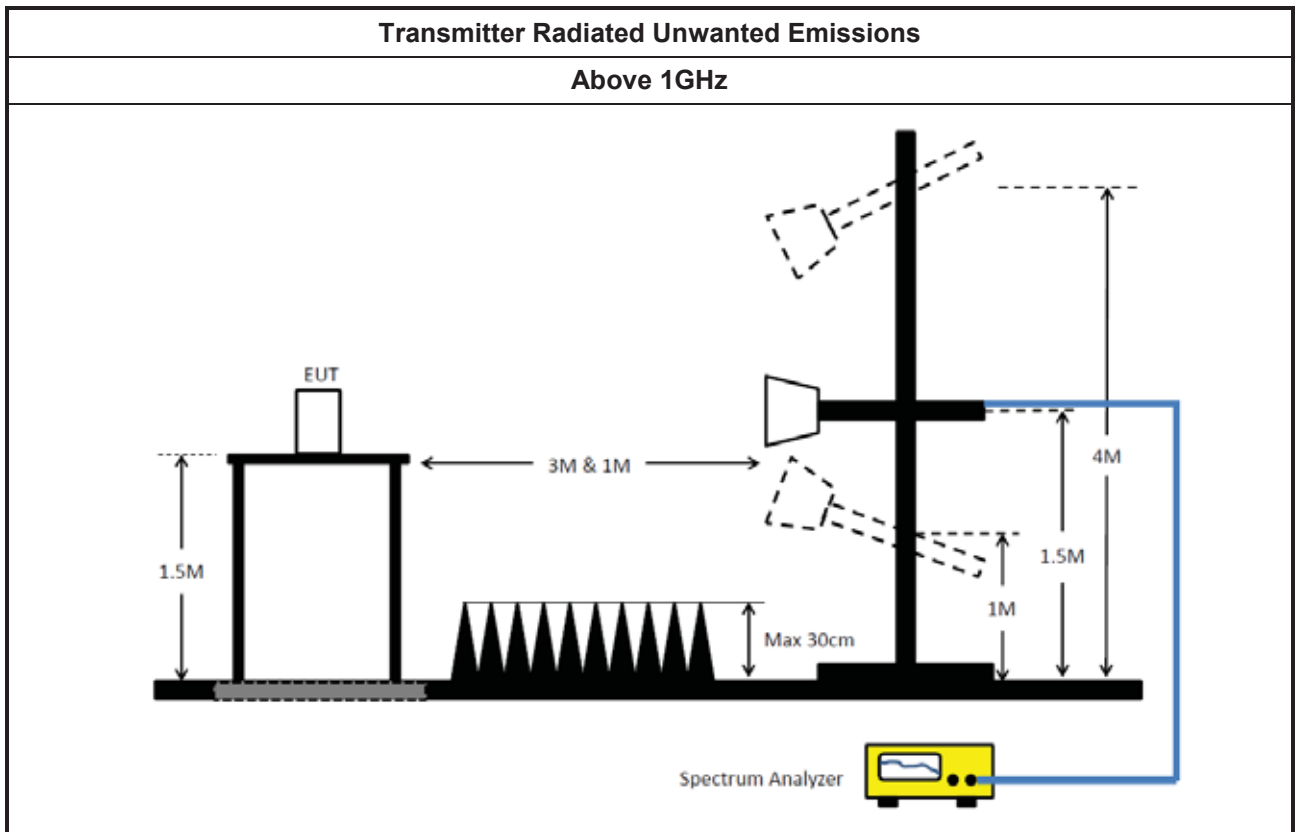 Transmitter Radiated Unwanted Emissions
Above 1GHz
EUT
3M & 1M
4M
1.5M
1.5M
1M
Max 30cm
Spectrum Analyzer